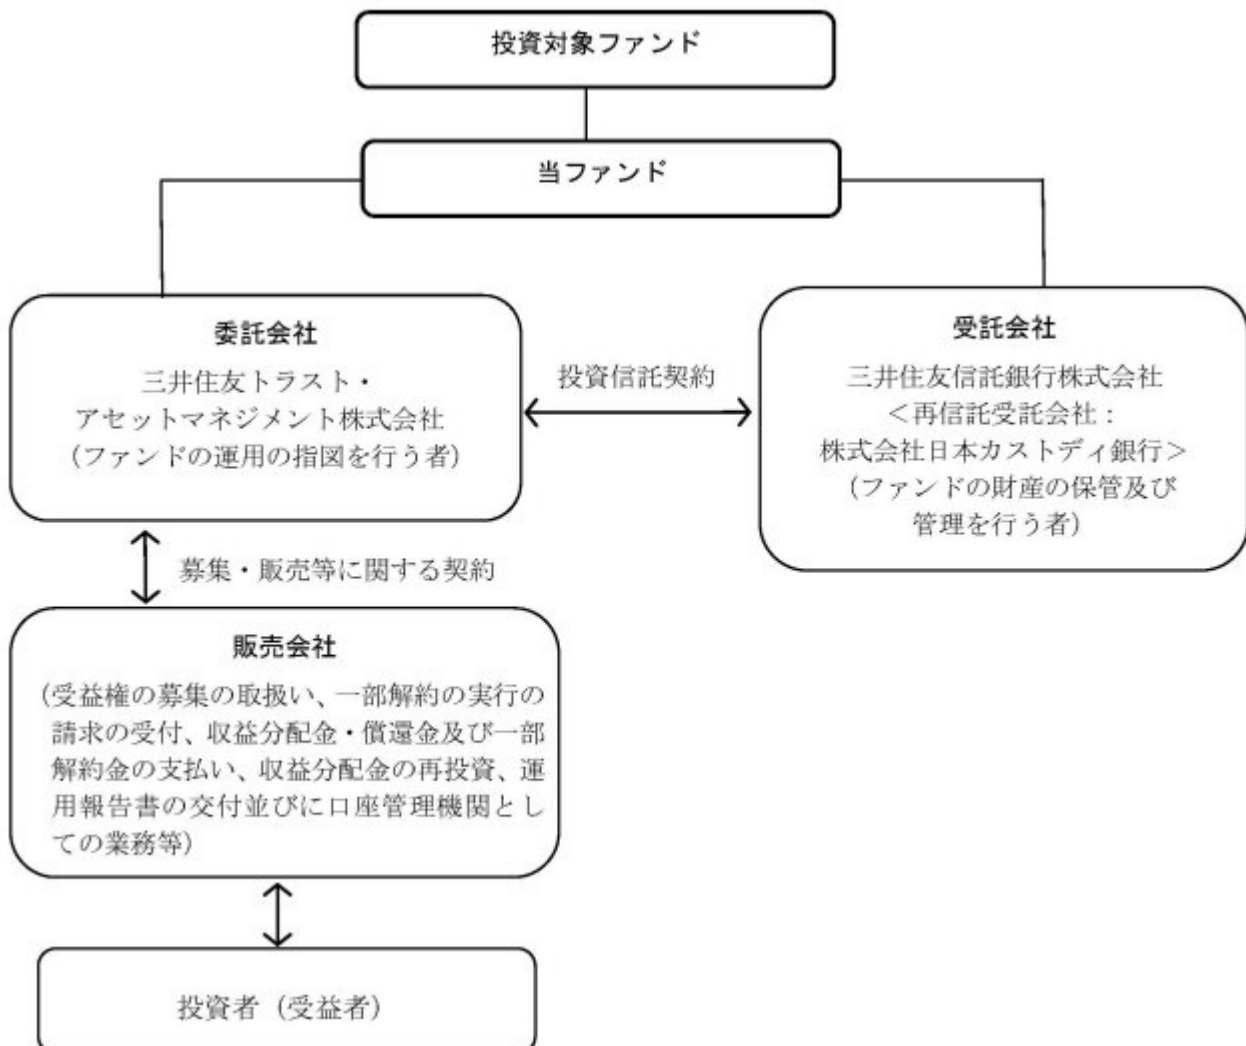 投資対象ファンド
当ファンド
委託会社
三井住友トラスト・
アセットマネジメント株式会社
（ファンドの運用の指図を行う者）
投資信託契約
受託会社
三井住友信託銀行株式会社
＜再信託受託会社：
株式会社日本カストディ銀行＞
（ファンドの財産の保管及び
管理を行う者）
募集・販売等に関する契約
販売会社
（受益権の募集の取扱い、一部解約の実行の
請求の受付、収益分配金・償還金及び一部
解約金の支払い、収益分配金の再投資、運
用報告書の交付並びに口座管理機関とし
ての業務等）
投資者（受益者）